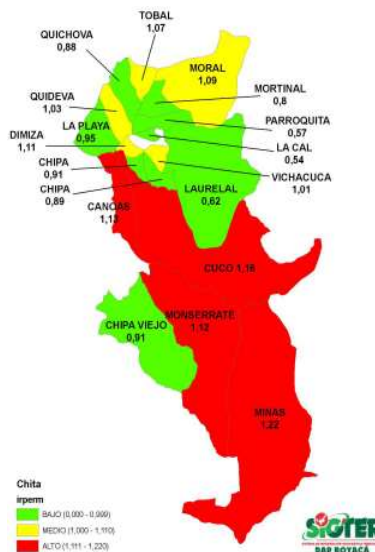 TOBAL
1,07
QUICHOVA
0,88
MORAL
1,09
MORTINAL
0,8
QUIDEVA
1,03
PARROQUITA
0,57
LA PLAYA
0,95
LA CAL
0,54
DIMIZA
1,11
CHIPA
0,91
VICHACUCA
1,01
CHIPA
0,89
LAURELAL
0,62
CANOAS
1,13
CUCO 1,16
MONSERRATE
1,12
CHIPA VIEJO
0,91
MINAS
1,22
Chita
irperm
BAJO (0,000 - 0,999)
MEDIO (1,000 - 1,110)
ALTO (1,111 - 1,220)
SIGTER
DAP BOYACÁ